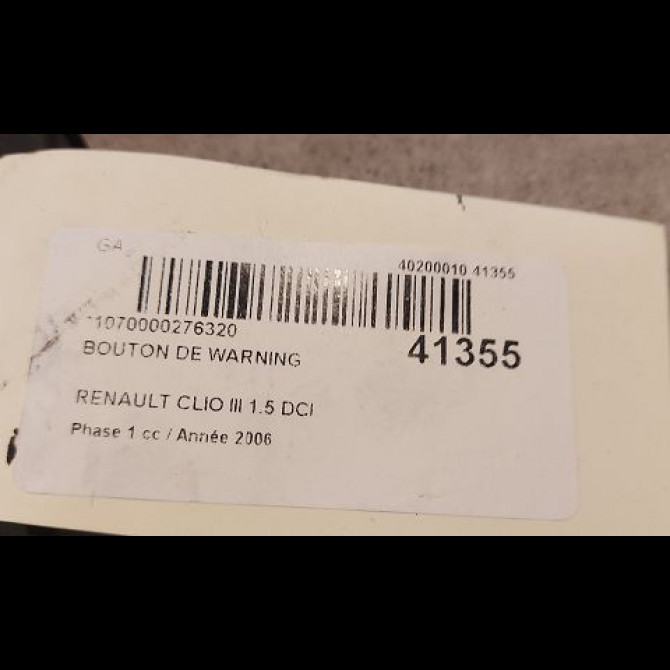 GA
40200010 41355
1070000276320
BOUTON DE WARNING
41355
RENAULT CLIO III 1.5 DCI
Phase 1 cc / Année 2006